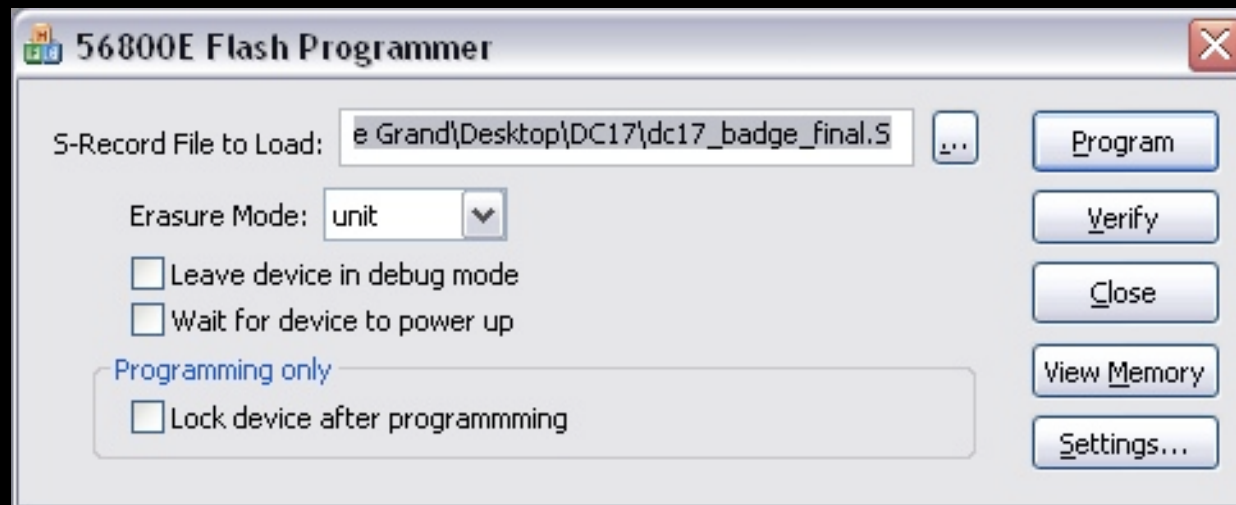 56800E Flash Programmer
S-Record File to Load: e Grand\Desktop\DC17\dc17_badge_final.S ... Program
Erasure Mode: unit Verify
Leave device in debug mode Close
Wait for device to power up
Programming only View Memory
Lock device after programmming
Settings...